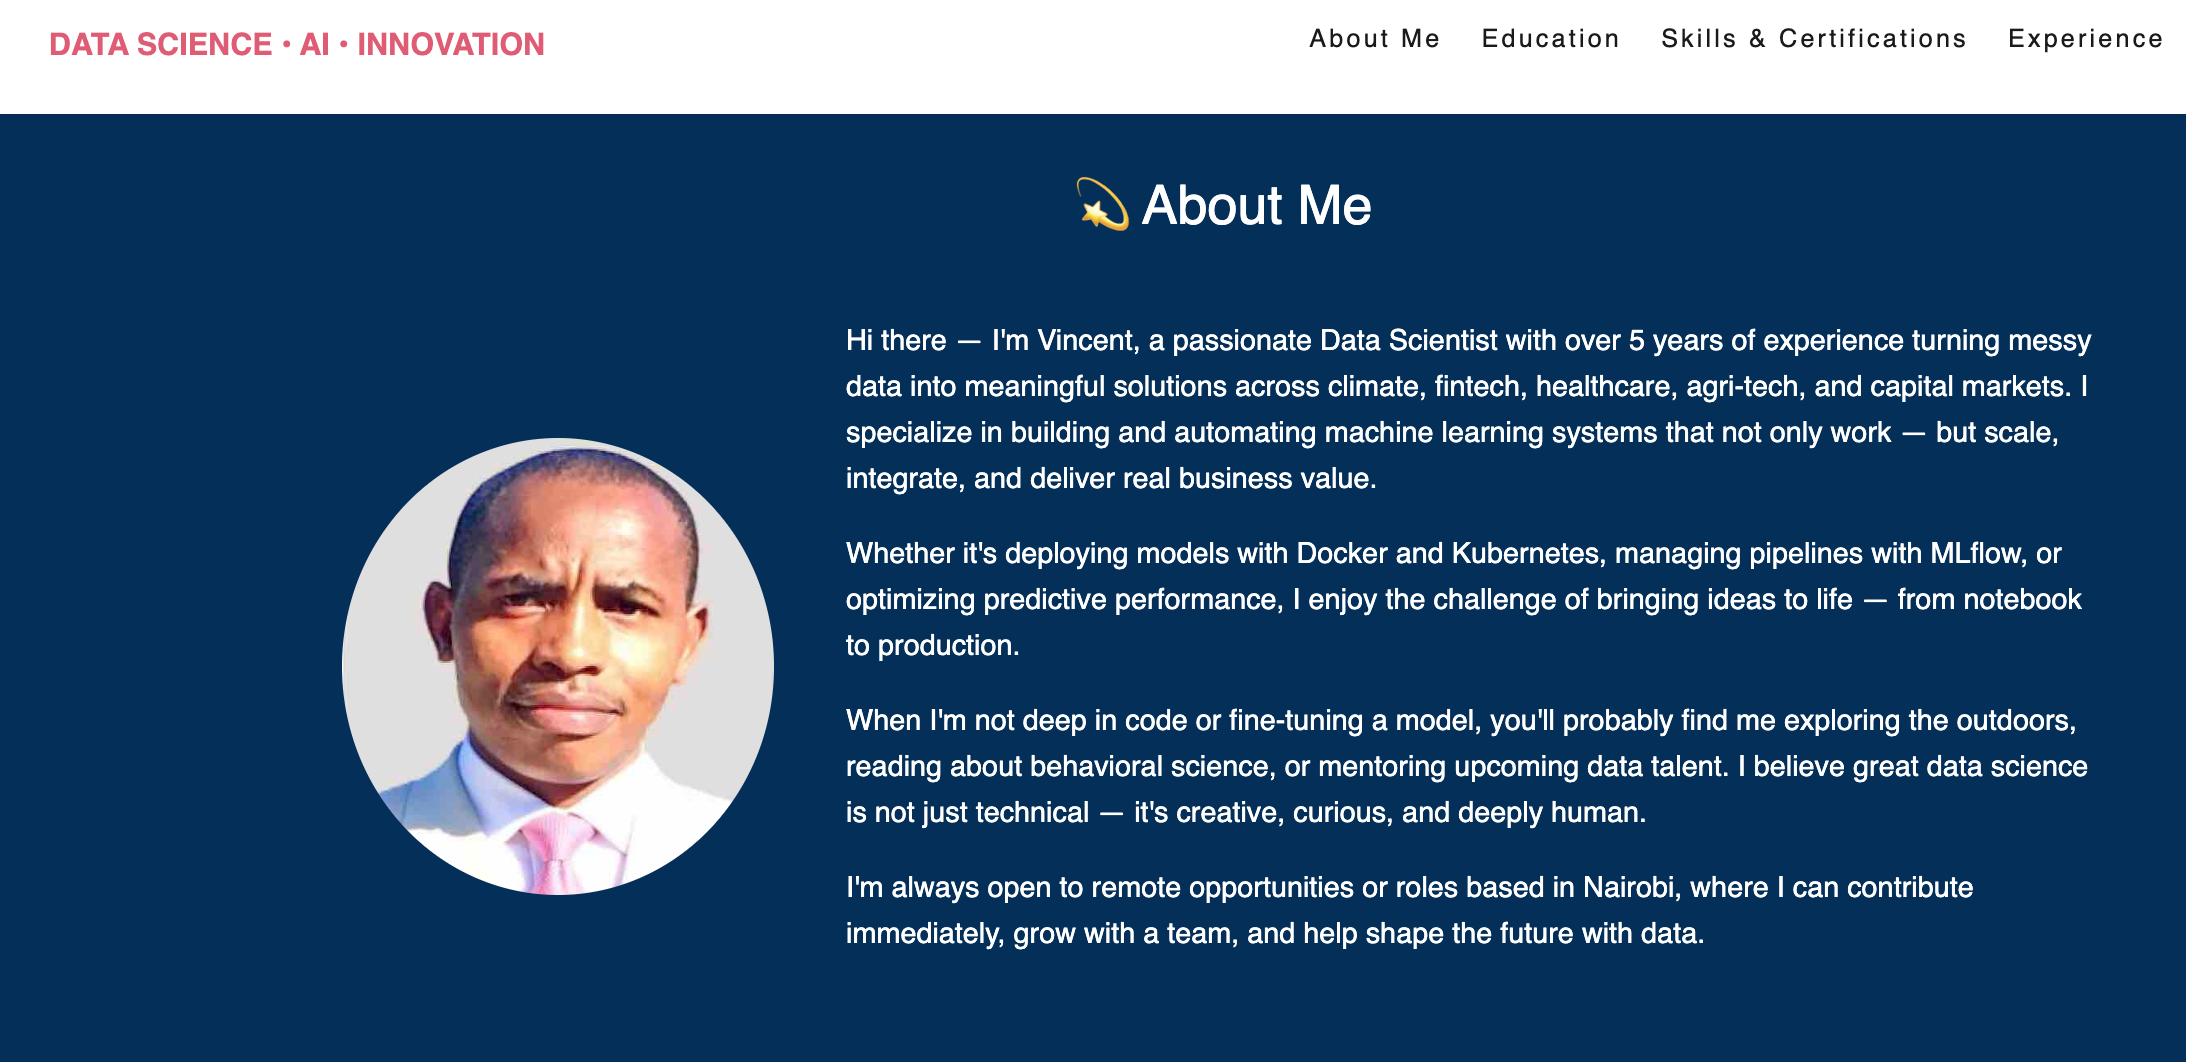 DATA SCIENCE • AI • INNOVATION
About Me
Education
Skills & Certifications
Experience
💫 About Me
Hi there — I'm Vincent, a passionate Data Scientist with over 5 years of experience turning messy
data into meaningful solutions across climate, fintech, healthcare, agri-tech, and capital markets. I
specialize in building and automating machine learning systems that not only work — but scale,
integrate, and deliver real business value.
Whether it's deploying models with Docker and Kubernetes, managing pipelines with MLflow, or
optimizing predictive performance, I enjoy the challenge of bringing ideas to life — from notebook
to production.
When I'm not deep in code or fine-tuning a model, you'll probably find me exploring the outdoors,
reading about behavioral science, or mentoring upcoming data talent. I believe great data science
is not just technical — it's creative, curious, and deeply human.
I'm always open to remote opportunities or roles based in Nairobi, where I can contribute
immediately, grow with a team, and help shape the future with data.